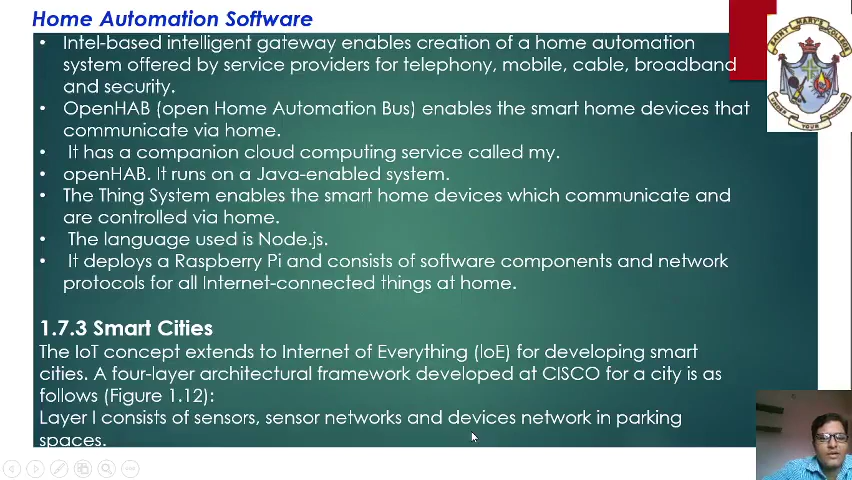 Home Automation Software
• Intel-based intelligent gateway enables creation of a home automation
system offered by service providers for telephony, mobile, cable, broadband
and security.
• OpenHAB (open Home Automation Bus) enables the smart home devices that
communicate via home.
• It has a companion cloud computing service called my.
• openHAB. It runs on a Java-enabled system.
• The Thing System enables the smart home devices which communicate and
are controlled via home.
• The language used is Node.js.
• It deploys a Raspberry Pi and consists of software components and network
protocols for all Internet-connected things at home.
1.7.3 Smart Cities
The IoT concept extends to Internet of Everything (IoE) for developing smart
cities. A four-layer architectural framework developed at CISCO for a city is as
follows (Figure 1.12):
Layer I consists of sensors, sensor networks and devices network in parking
spaces.
SAINT MARY'S COLLEGE